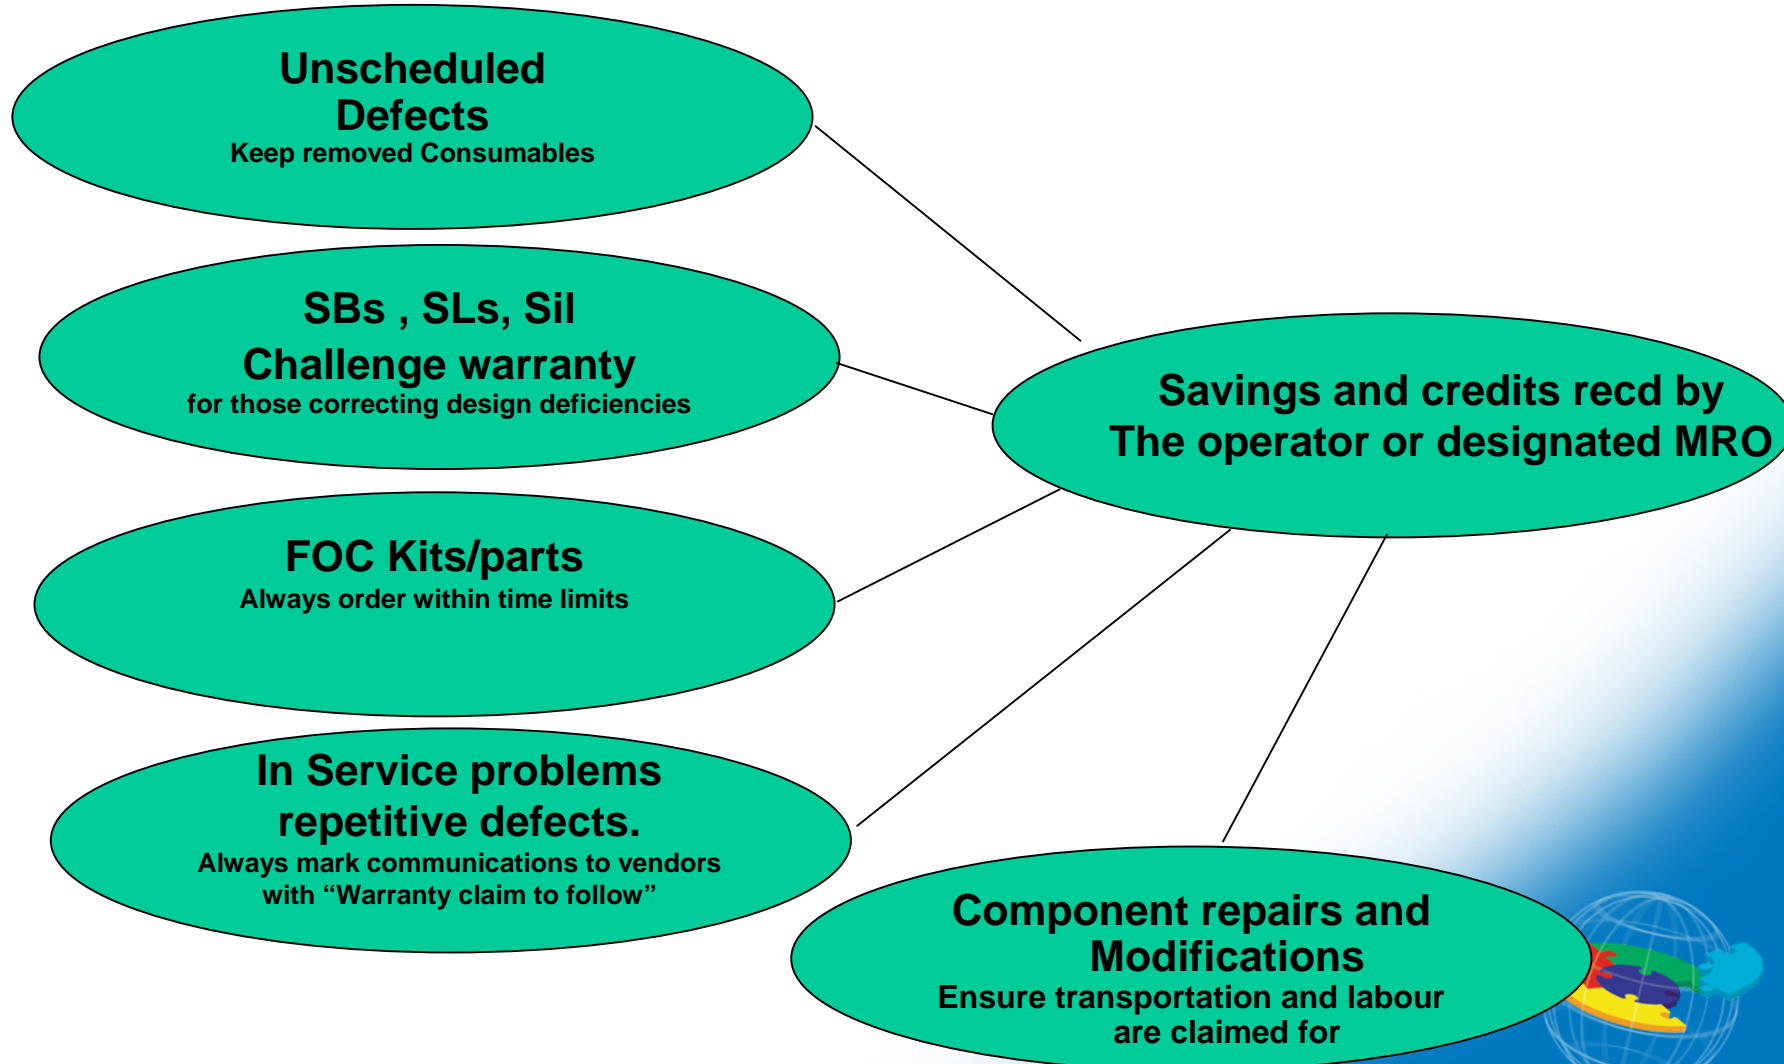 Unscheduled
Defects
Keep removed Consumables
SBs , SLs, Sil
Challenge warranty
for those correcting design deficiencies
FOC Kits/parts
Always order within time limits
In Service problems
repetitive defects.
Always mark communications to vendors
with “Warranty claim to follow”
Savings and credits recd by
The operator or designated MRO
Component repairs and
Modifications
Ensure transportation and labour
are claimed for